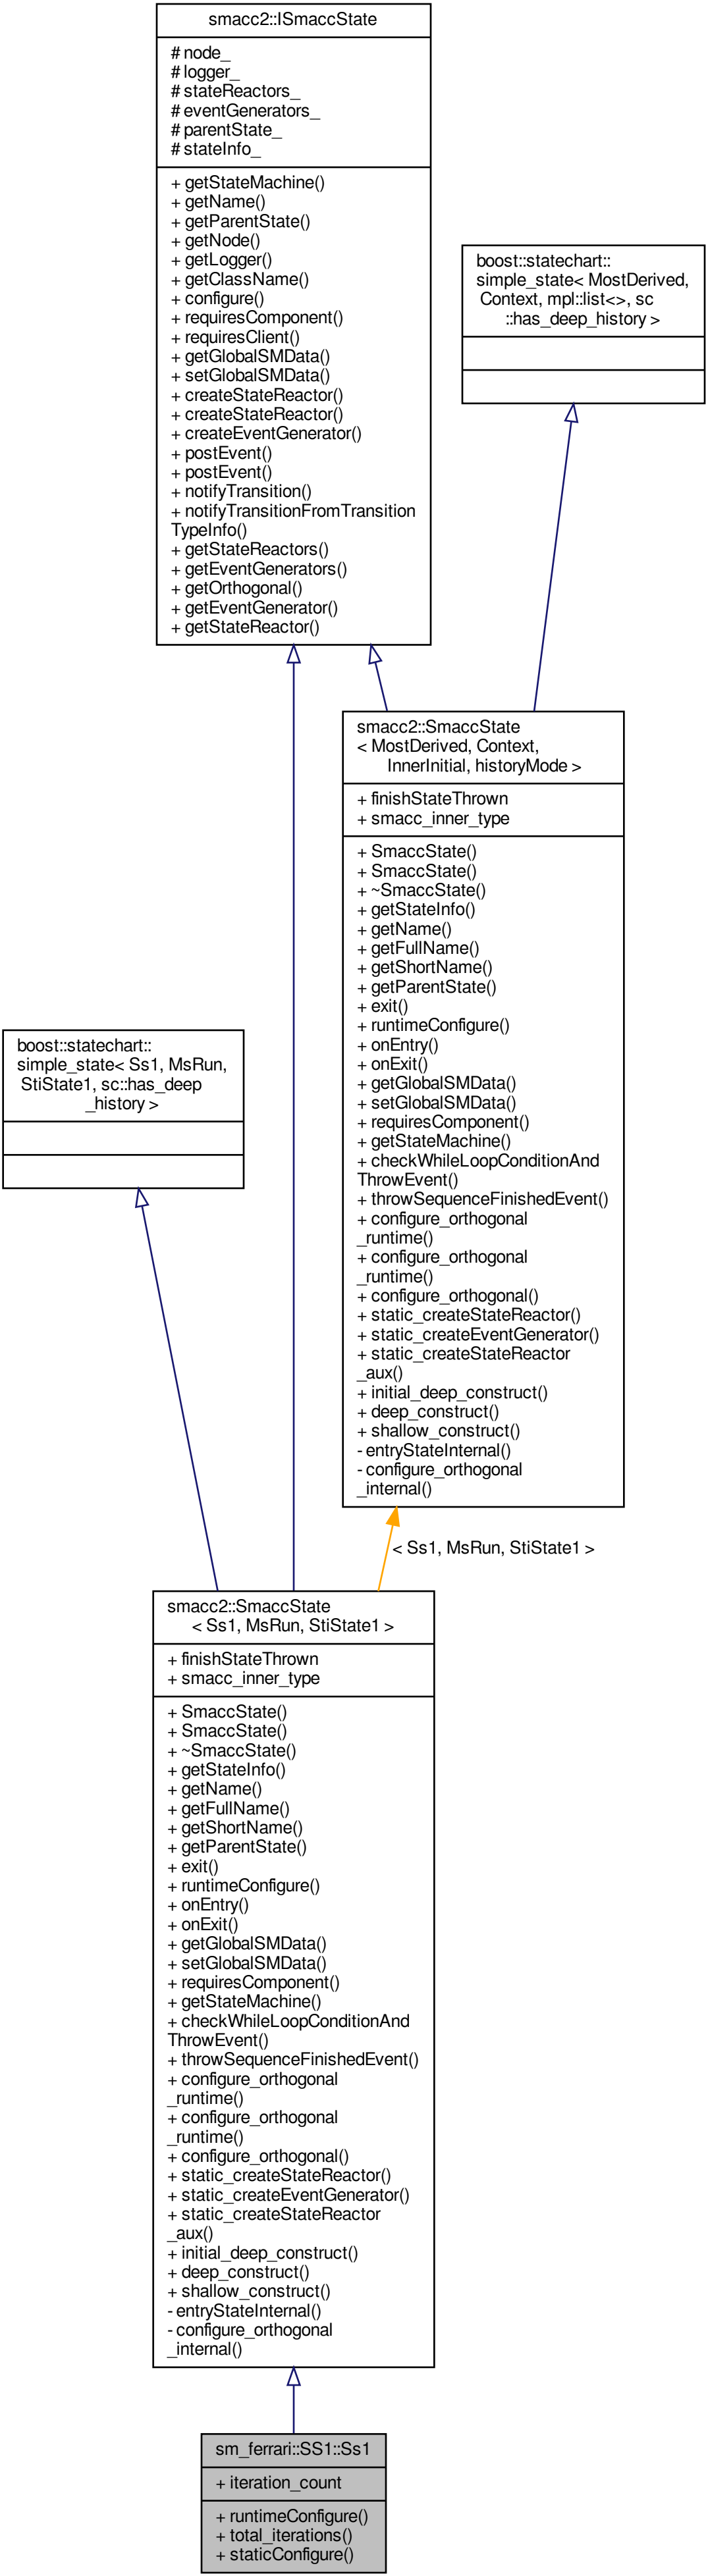 smacc2::ISmaccState
# node_
# logger_
# stateReactors_
# eventGenerators_
# parentState_
# stateInfo_
+ getStateMachine()
+ getName()
+ getParentState()
+ getNode()
+ getLogger()
+ getClassName()
+ configure()
+ requiresComponent()
+ requiresClient()
+ getGlobalSMData()
+ setGlobalSMData()
+ createStateReactor()
+ createStateReactor()
+ createEventGenerator()
+ postEvent()
+ postEvent()
+ notifyTransition()
+ notifyTransitionFromTransition
TypeInfo()
+ getStateReactors()
+ getEventGenerators()
+ getOrthogonal()
+ getEventGenerator()
+ getStateReactor()
boost::statechart::
simple_state< MostDerived,
Context, mpl::list<>, sc
::has_deep_history >
smacc2::SmaccState
< MostDerived, Context,
InnerInitial, historyMode >
+ finishStateThrown
+ smacc_inner_type
+ SmaccState()
+ SmaccState()
+ ~SmaccState()
+ getStateInfo()
+ getName()
+ getFullName()
+ getShortName()
+ getParentState()
+ exit()
+ runtimeConfigure()
+ onEntry()
+ onExit()
+ getGlobalSMData()
+ setGlobalSMData()
+ requiresComponent()
+ getStateMachine()
+ checkWhileLoopConditionAnd
ThrowEvent()
+ throwSequenceFinishedEvent()
+ configure_orthogonal
_runtime()
+ configure_orthogonal
_runtime()
+ configure_orthogonal()
+ static_createStateReactor()
+ static_createEventGenerator()
+ static_createStateReactor
_aux()
+ initial_deep_construct()
+ deep_construct()
+ shallow_construct()
- entryStateInternal()
- configure_orthogonal
_internal()
boost::statechart::
simple_state< Ss1, MsRun,
StiState1, sc::has_deep
_history >
< Ss1, MsRun, StiState1 >
smacc2::SmaccState
< Ss1, MsRun, StiState1 >
+ finishStateThrown
+ smacc_inner_type
+ SmaccState()
+ SmaccState()
+ ~SmaccState()
+ getStateInfo()
+ getName()
+ getFullName()
+ getShortName()
+ getParentState()
+ exit()
+ runtimeConfigure()
+ onEntry()
+ onExit()
+ getGlobalSMData()
+ setGlobalSMData()
+ requiresComponent()
+ getStateMachine()
+ checkWhileLoopConditionAnd
ThrowEvent()
+ throwSequenceFinishedEvent()
+ configure_orthogonal
_runtime()
+ configure_orthogonal
_runtime()
+ configure_orthogonal()
+ static_createStateReactor()
+ static_createEventGenerator()
+ static_createStateReactor
_aux()
+ initial_deep_construct()
+ deep_construct()
+ shallow_construct()
- entryStateInternal()
- configure_orthogonal
_internal()
sm_ferrari::SS1::Ss1
+ iteration_count
+ runtimeConfigure()
+ total_iterations()
+ staticConfigure()